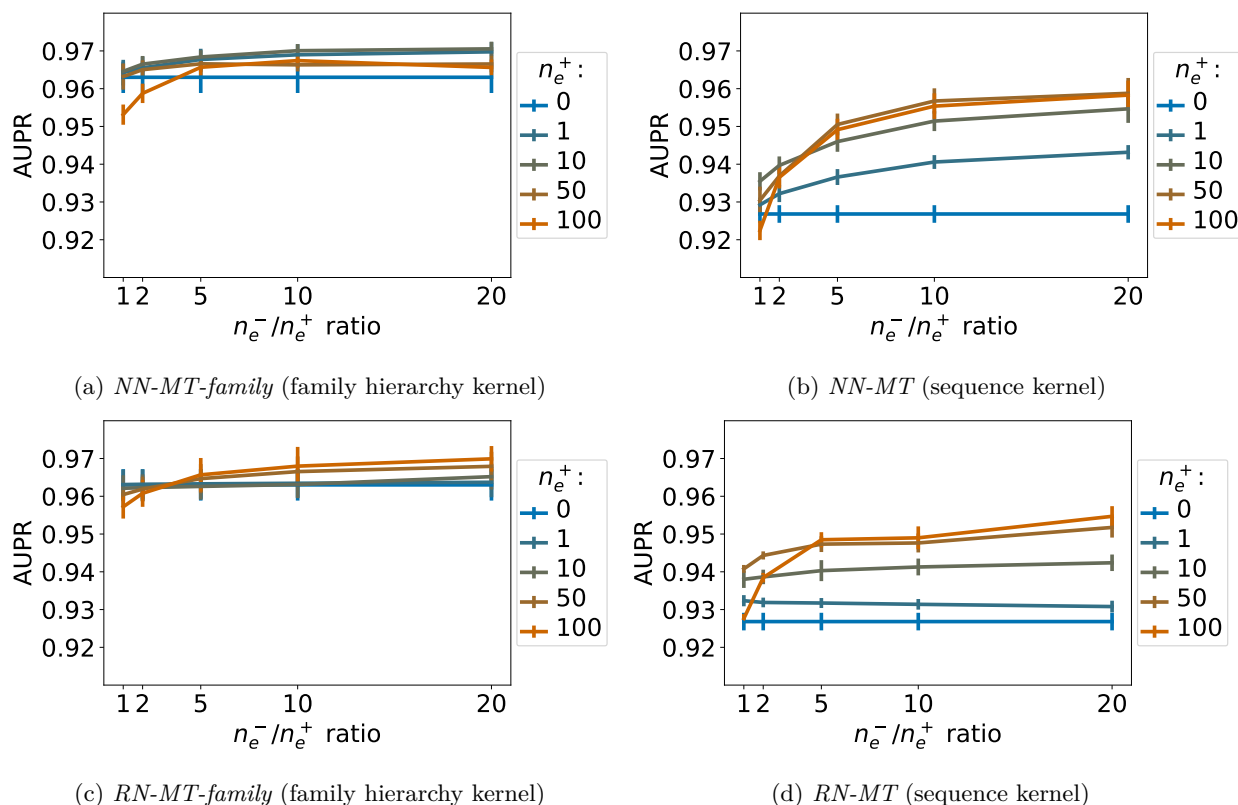 0.97
0.96
0.95
0.94
0.93
0.92
AUPR
1 2 5 10 20
n_e^-/n_e^+ ratio
n_e^+:
0
1
10
50
100
(a) NN-MT-family (family hierarchy kernel)
0.97
0.96
0.95
0.94
0.93
0.92
AUPR
1 2 5 10 20
n_e^-/n_e^+ ratio
n_e^+:
0
1
10
50
100
(b) NN-MT (sequence kernel)
0.97
0.96
0.95
0.94
0.93
0.92
AUPR
1 2 5 10 20
n_e^-/n_e^+ ratio
n_e^+:
0
1
10
50
100
(c) RN-MT-family (family hierarchy kernel)
0.97
0.96
0.95
0.94
0.93
0.92
AUPR
1 2 5 10 20
n_e^-/n_e^+ ratio
n_e^+:
0
1
10
50
100
(d) RN-MT (sequence kernel)